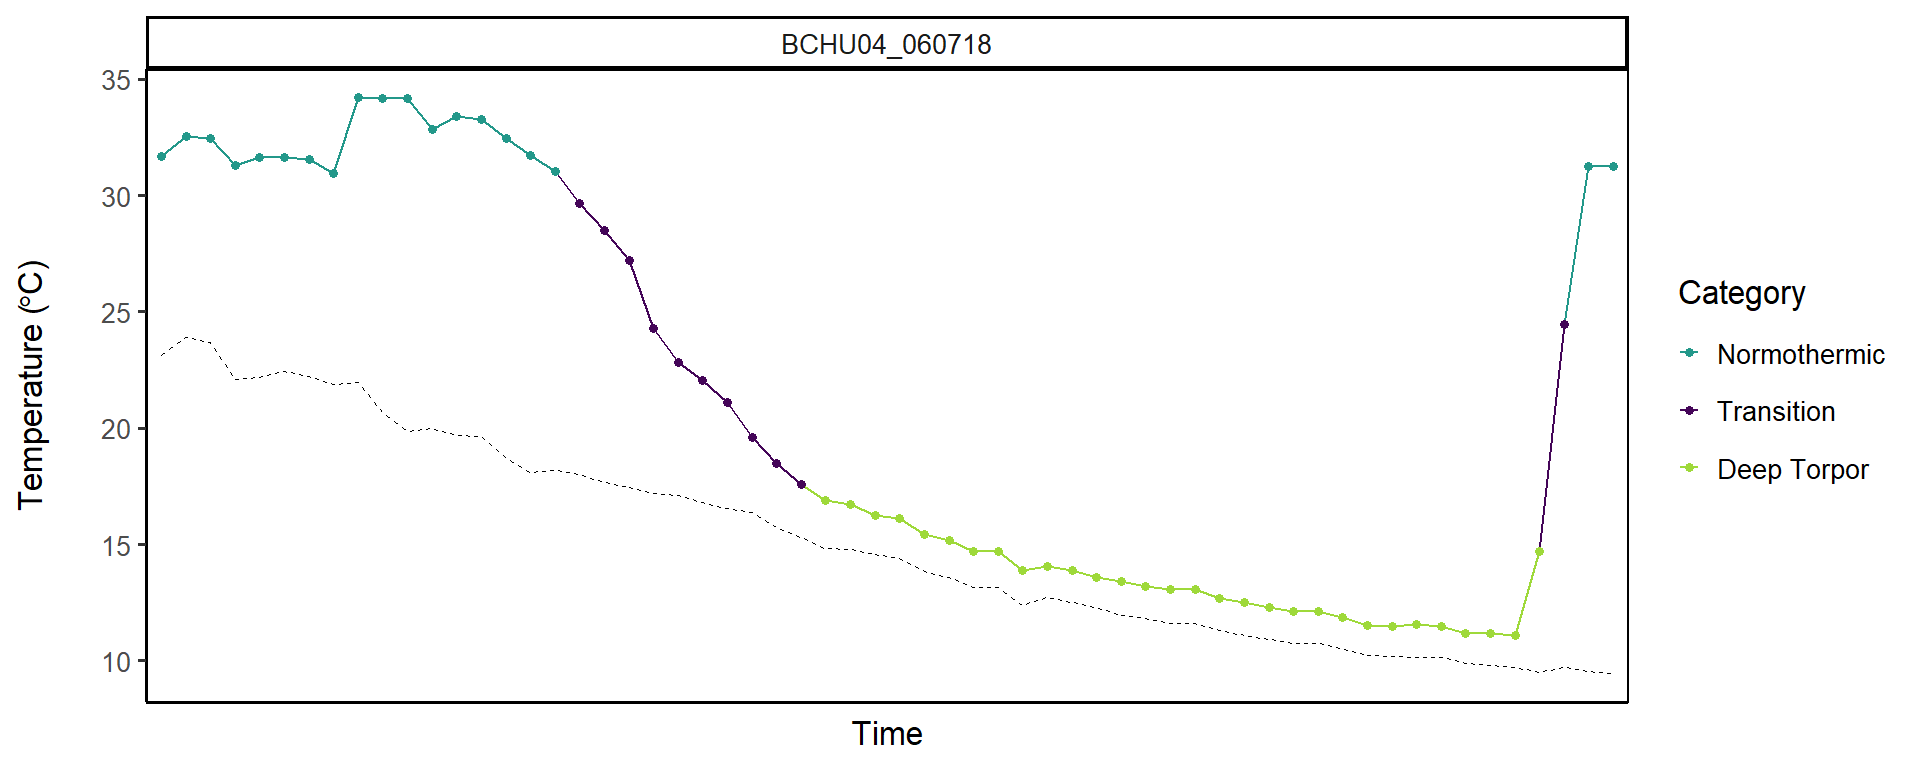 BCHU04_060718
35
30
25
20
15
10
Temperature (°C)
Time
Category
Normothermic
Transition
Deep Torpor